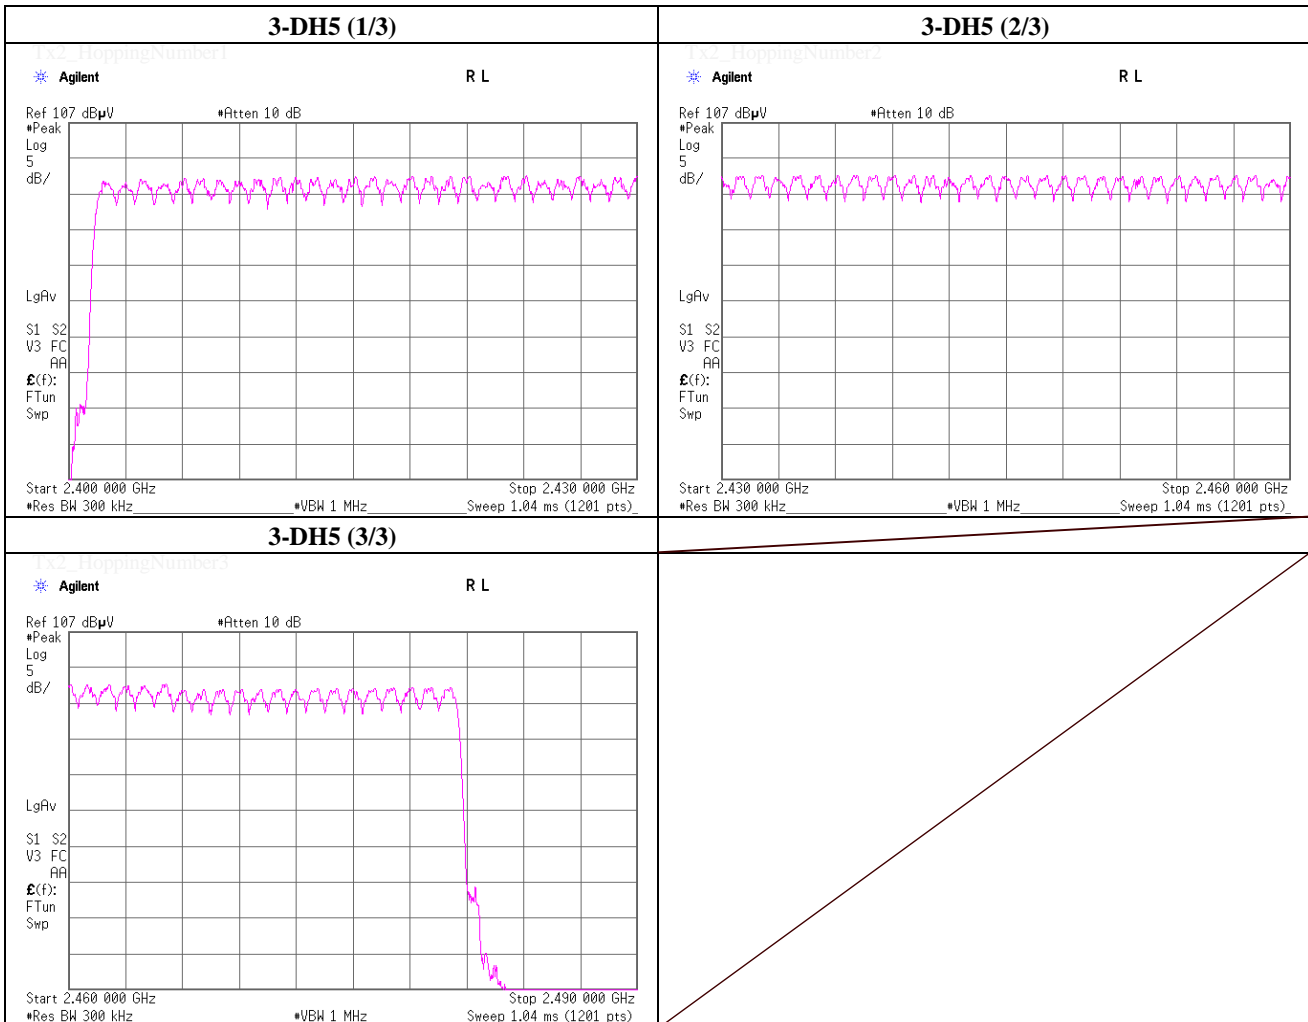 3-DH5 (1/3)
3-DH5 (2/3)
Tx2_HoppingNumber1
Agilent
R L
Ref 107 dBµV
#Atten 10 dB
#Peak
Log
5
dB/
LgAv
S1 S2
V3 FC
AA
£(f):
FTun
Swp
Start 2.400 000 GHz
Stop 2.430 000 GHz
#Res BW 300 kHz
#VBW 1 MHz
Sweep 1.04 ms (1201 pts)
Tx2_HoppingNumber2
Agilent
R L
Ref 107 dBµV
#Atten 10 dB
#Peak
Log
5
dB/
LgAv
S1 S2
V3 FC
AA
£(f):
FTun
Swp
Start 2.430 000 GHz
Stop 2.460 000 GHz
#Res BW 300 kHz
#VBW 1 MHz
Sweep 1.04 ms (1201 pts)
3-DH5 (3/3)
Tx2_HoppingNumber3
Agilent
R L
Ref 107 dBµV
#Atten 10 dB
#Peak
Log
5
dB/
LgAv
S1 S2
V3 FC
AA
£(f):
FTun
Swp
Start 2.460 000 GHz
Stop 2.490 000 GHz
#Res BW 300 kHz
#VBW 1 MHz
Sweep 1.04 ms (1201 pts)